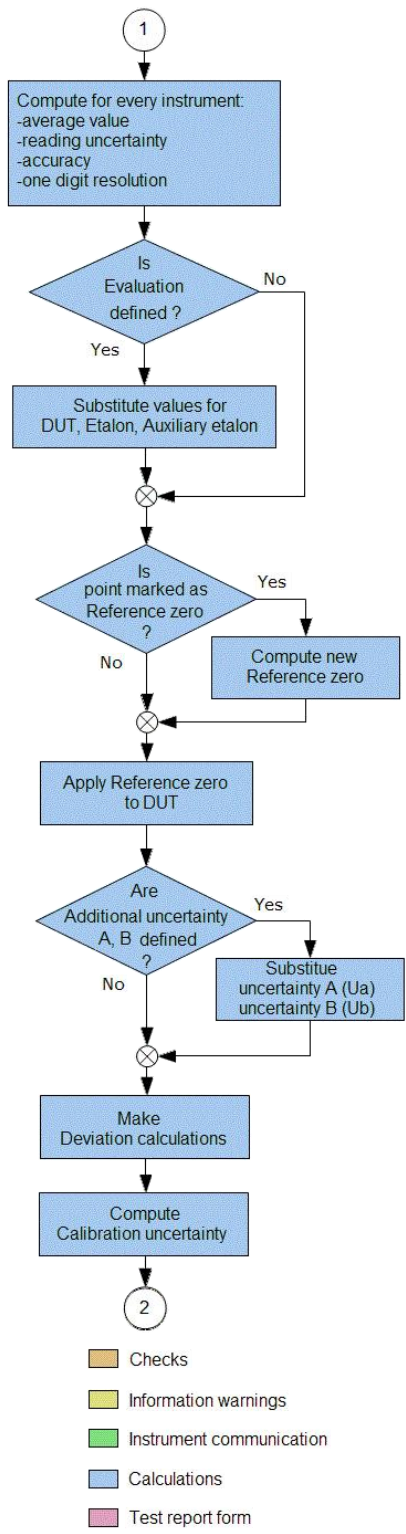 1
Compute for every instrument:
-average value
-reading uncertainty
-accuracy
-one digit resolution
Is
Evaluation
defined ?
No
Yes
Substitute values for
DUT, Etalon, Auxiliary etalon
Is
point marked as
Reference zero
?
Yes
No
Compute new
Reference zero
Apply Reference zero
to DUT
Are
Additional uncertainty
A, B defined
?
Yes
No
Substitue
uncertainty A (Ua)
uncertainty B (Ub)
Make
Deviation calculations
Compute
Calibration uncertainty
2
Checks
Information warnings
Instrument communication
Calculations
Test report form